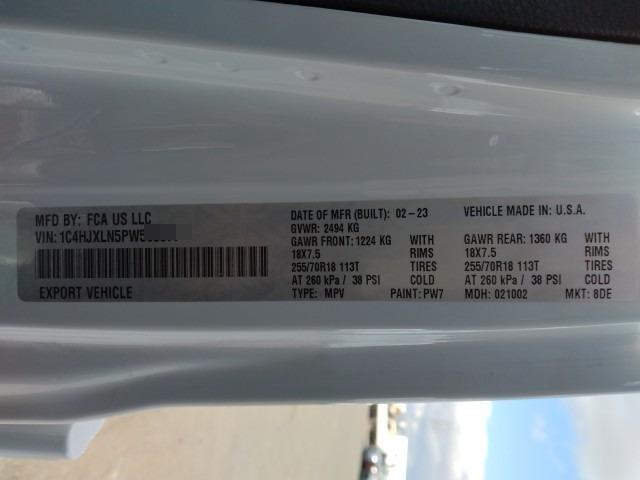 MFD BY: FCA US LLC
VIN: 1C4HJXLN5PW5
EXPORT VEHICLE
DATE OF MFR (BUILT): 02-23
GVWR: 2494 KG
GAWR FRONT: 1224 KG WITH
18X7.5 RIMS
255/70R18 113T TIRES
AT 260 kPa / 38 PSI COLD
TYPE: MPV PAINT: PW7
VEHICLE MADE IN: U.S.A.
GAWR REAR: 1360 KG WITH
18X7.5 RIMS
255/70R18 113T TIRES
AT 260 kPa / 38 PSI COLD
MDH: 021002 MKT: 8DE